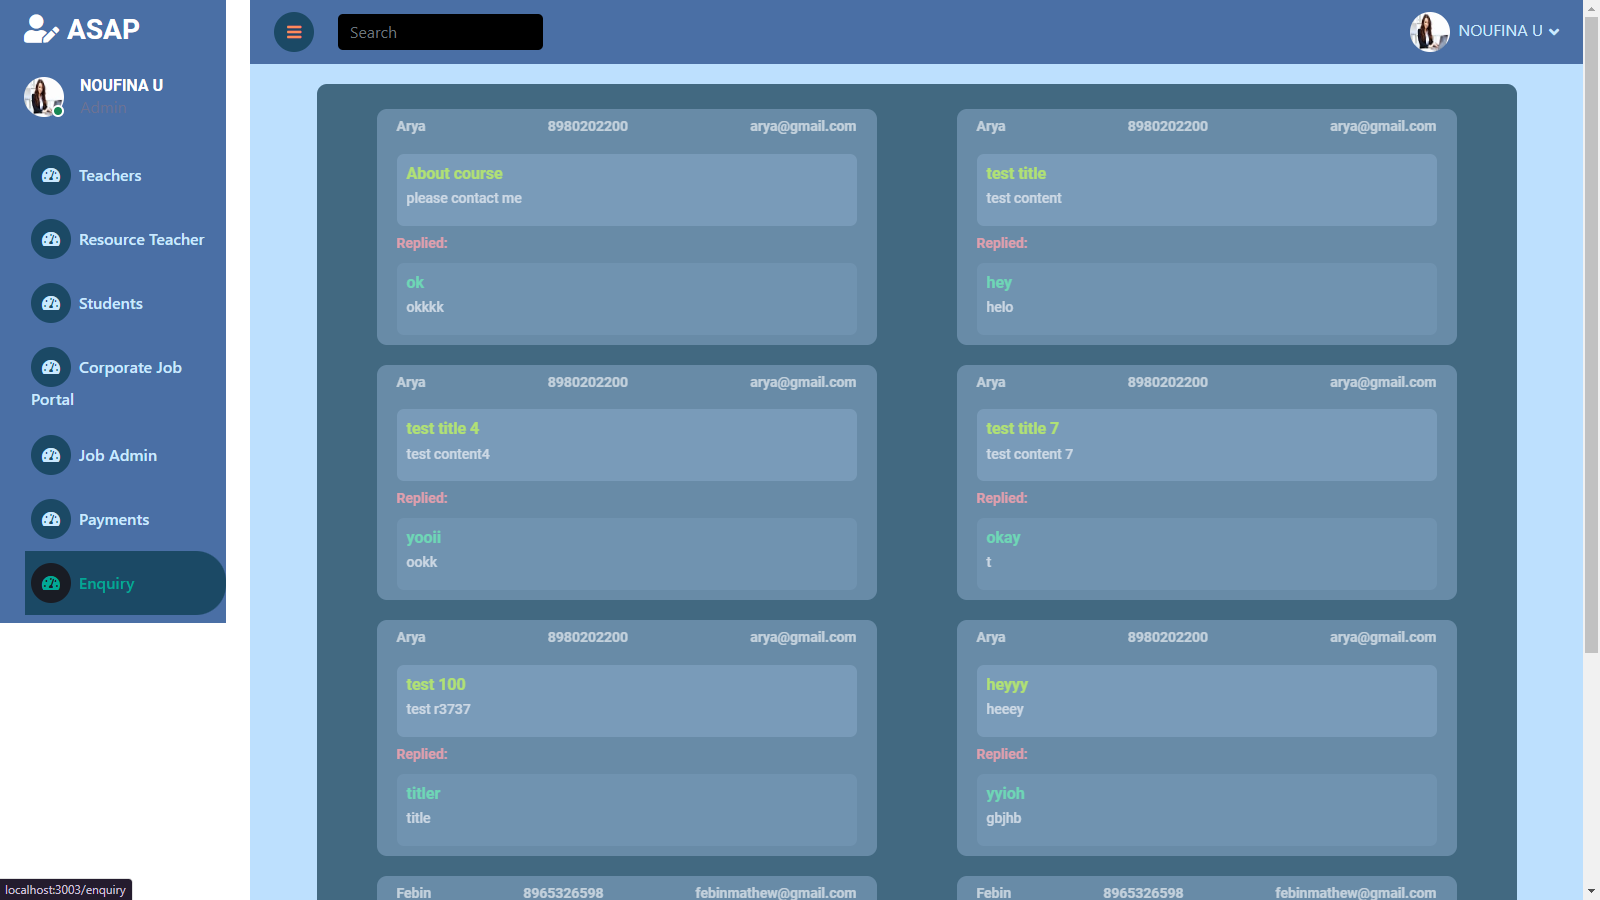 ASAP
NOUFINA U
Admin
Teachers
Resource Teacher
Students
Corporate Job
Portal
Job Admin
Payments
Enquiry
localhost:3003/enquiry
Search
NOUFINA U
Arya 8980202200 arya@gmail.com
About course
please contact me
Replied:
ok
okkkk
Arya 8980202200 arya@gmail.com
test title
test content
Replied:
hey
helo
Arya 8980202200 arya@gmail.com
test title 4
test content4
Replied:
yooii
ookk
Arya 8980202200 arya@gmail.com
test title 7
test content 7
Replied:
okay
t
Arya 8980202200 arya@gmail.com
test 100
test r3737
Replied:
titler
title
Arya 8980202200 arya@gmail.com
heyyy
heeey
Replied:
yyioh
gbjhb
Febin 8965326598 febinmathew@gmail.com
Febin 8965326598 febinmathew@gmail.com